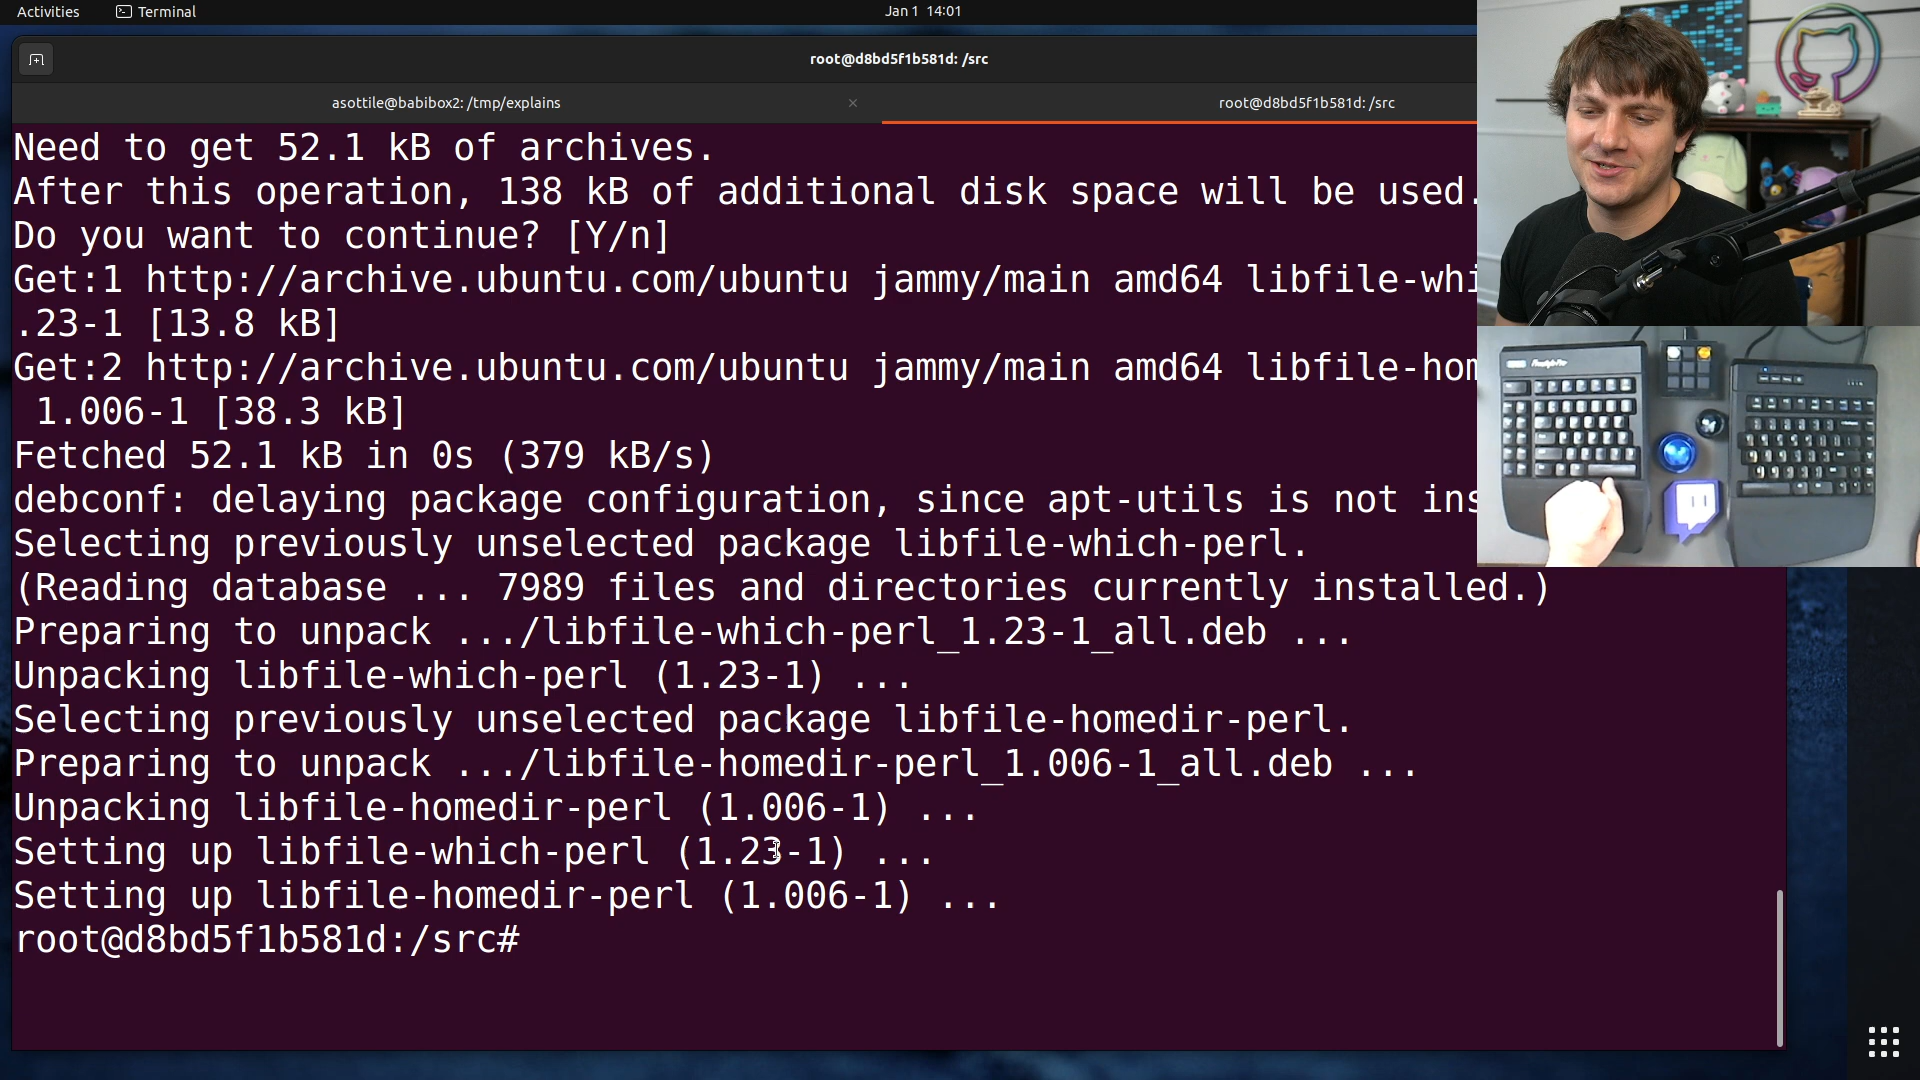 Activities
Terminal
Jan 1 14:01
root@d8bd5f1b581d: /src
asottile@babibox2: /tmp/explains
root@d8bd5f1b581d: /src
Need to get 52.1 kB of archives.
After this operation, 138 kB of additional disk space will be used.
Do you want to continue? [Y/n]
Get:1 http://archive.ubuntu.com/ubuntu jammy/main amd64 libfile-whi
.23-1 [13.8 kB]
Get:2 http://archive.ubuntu.com/ubuntu jammy/main amd64 libfile-hom
1.006-1 [38.3 kB]
Fetched 52.1 kB in 0s (379 kB/s)
debconf: delaying package configuration, since apt-utils is not ins
Selecting previously unselected package libfile-which-perl.
(Reading database ... 7989 files and directories currently installed.)
Preparing to unpack .../libfile-which-perl_1.23-1_all.deb ...
Unpacking libfile-which-perl (1.23-1) ...
Selecting previously unselected package libfile-homedir-perl.
Preparing to unpack .../libfile-homedir-perl_1.006-1_all.deb ...
Unpacking libfile-homedir-perl (1.006-1) ...
Setting up libfile-which-perl (1.23-1) ...
Setting up libfile-homedir-perl (1.006-1) ...
root@d8bd5f1b581d:/src#